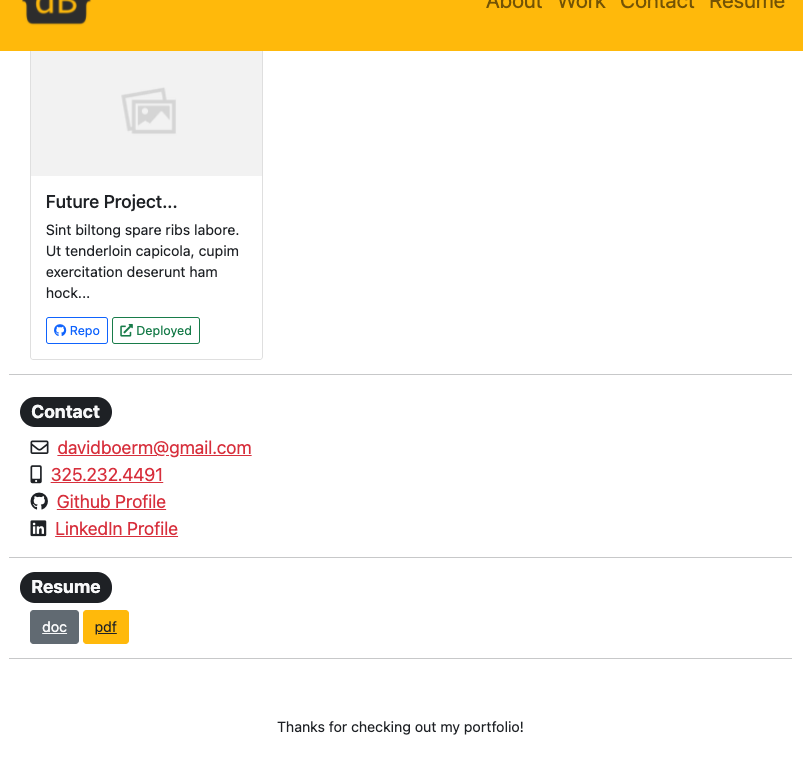 dB
About Work Contact Resume
Future Project...
Sint biltong spare ribs labore.
Ut tenderloin capicola, cupim
exercitation deserunt ham
hock...
Repo Deployed
Contact
davidboerm@gmail.com
325.232.4491
Github Profile
LinkedIn Profile
Resume
doc pdf
Thanks for checking out my portfolio!